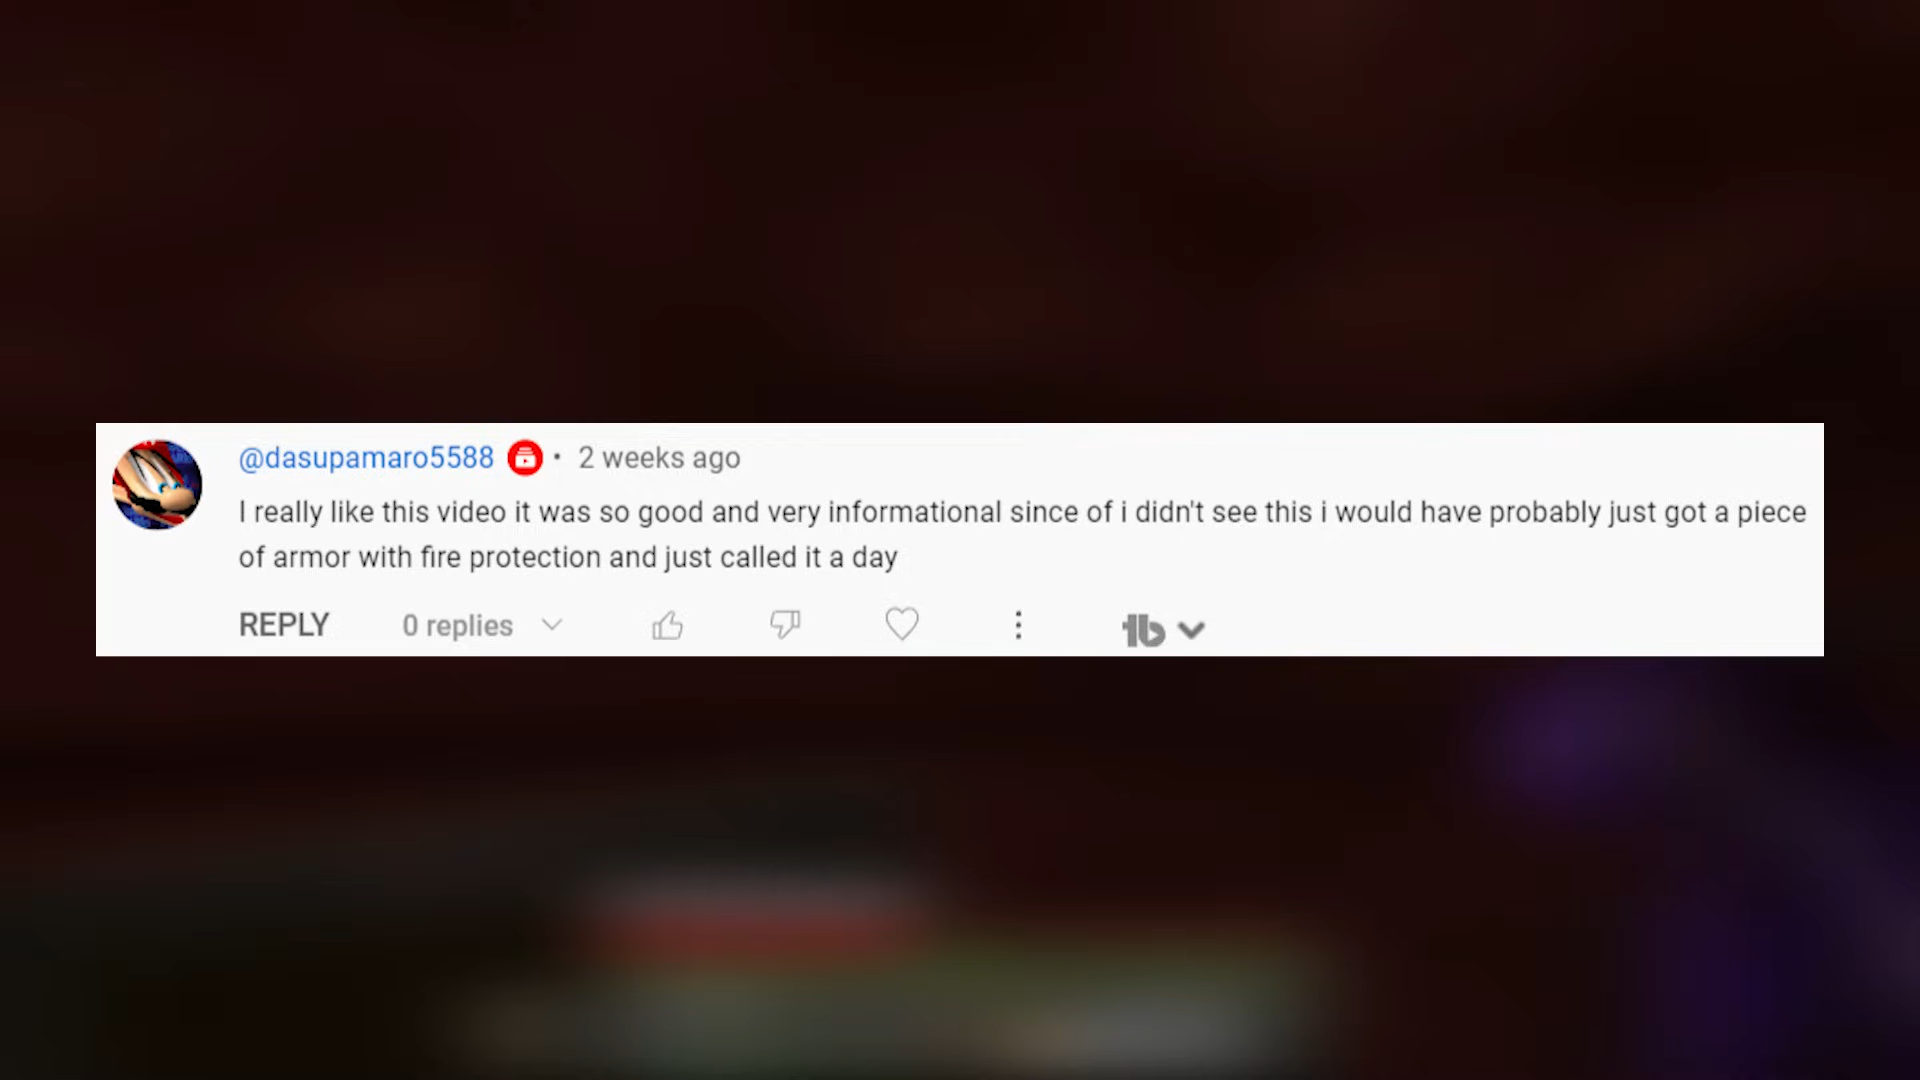 @dasupamaro5588 • 2 weeks ago
I really like this video it was so good and very informational since of i didn't see this i would have probably just got a piece
of armor with fire protection and just called it a day
REPLY 0 replies tb